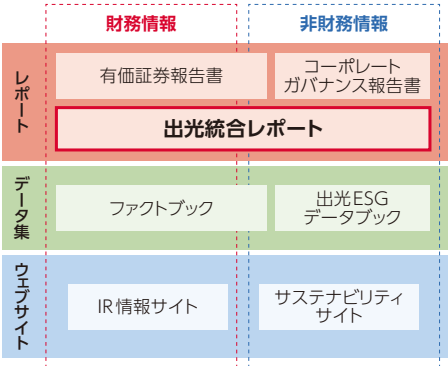 財務情報
非財務情報
レポート
有価証券報告書
コーポレート
ガバナンス報告書
出光統合レポート
データ集
ファクトブック
出光ESG
データブック
ウェブサイト
IR情報サイト
サステナビリティ
サイト